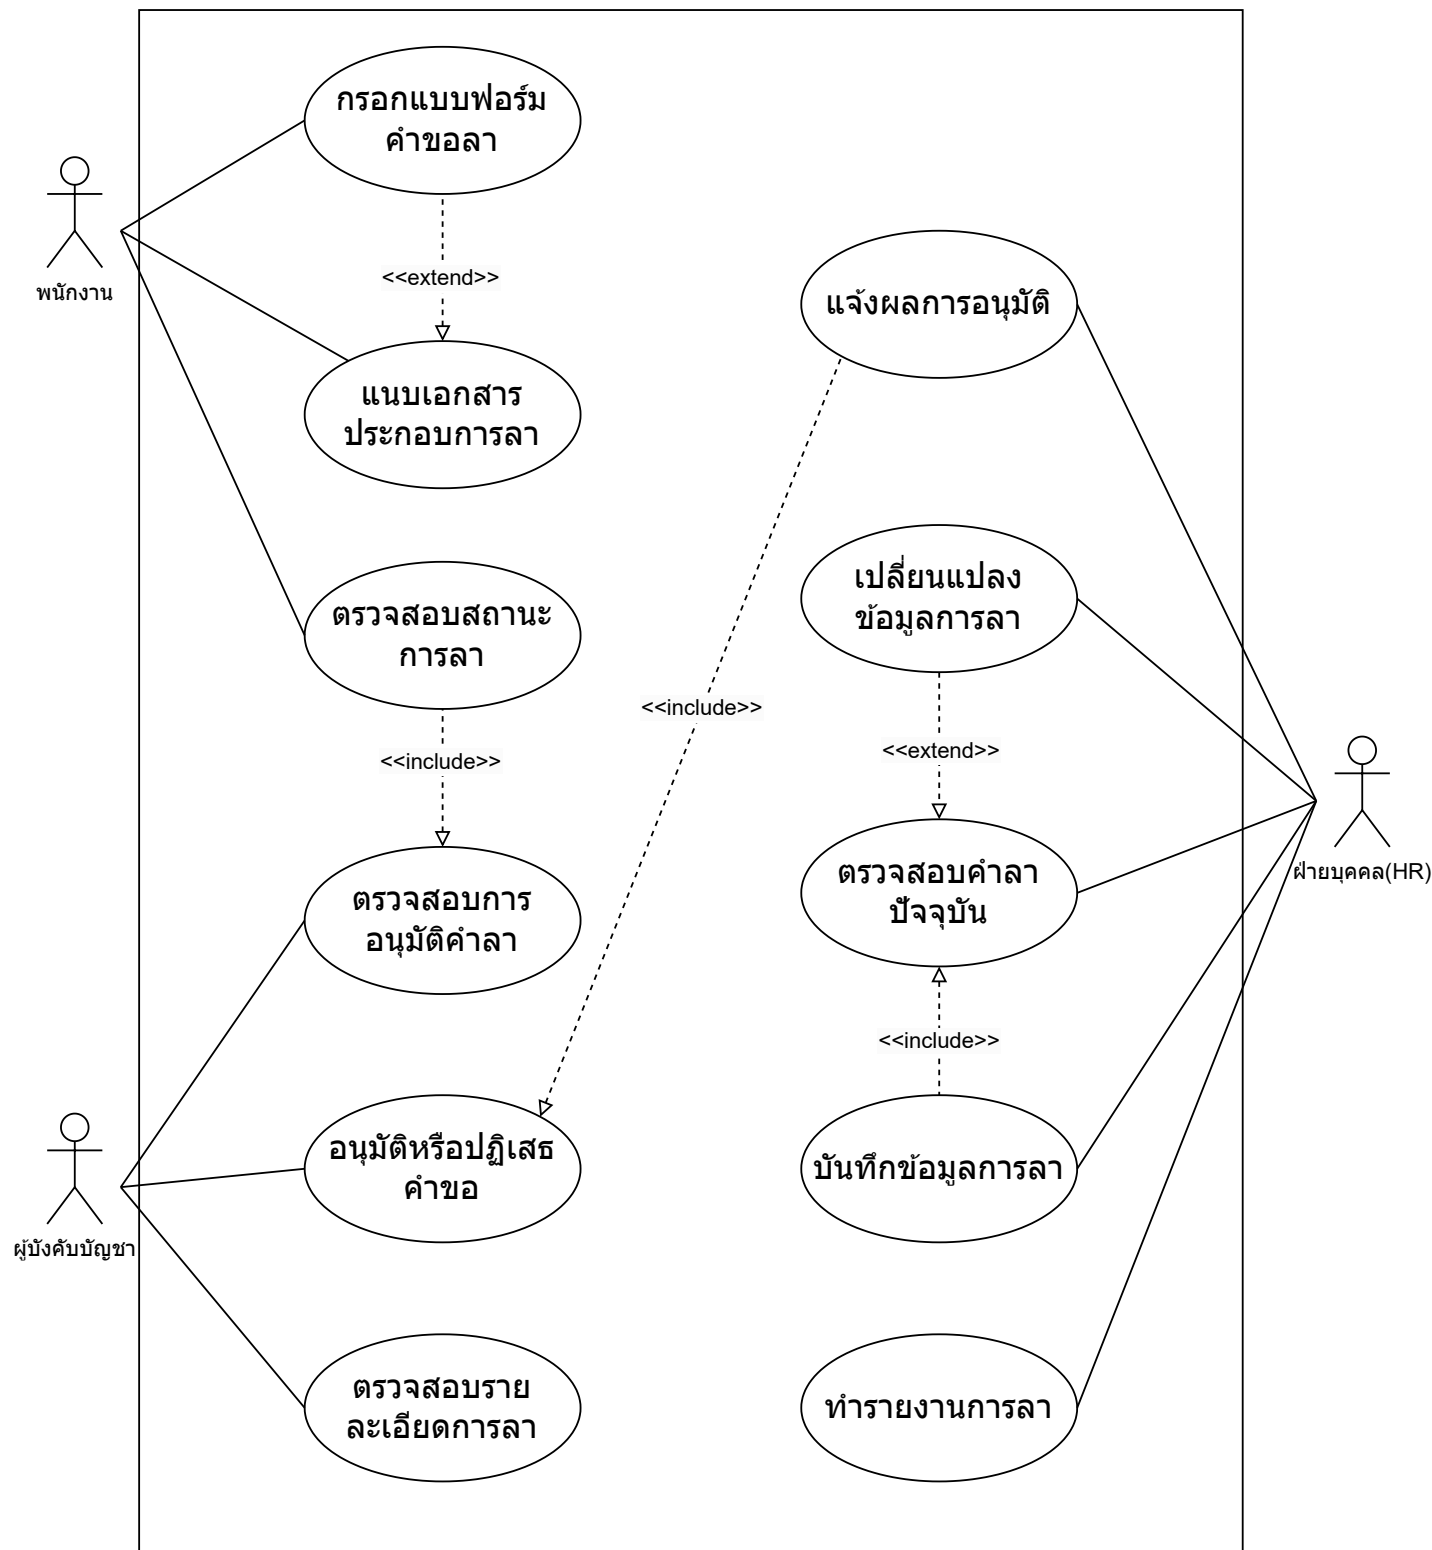 กรอกแบบฟอร์ม
คำขอลา
<<extend>>
พนักงาน
แจ้งผลการอนุมัติ
แนบเอกสาร
ประกอบการลา
เปลี่ยนแปลง
ข้อมูลการลา
ตรวจสอบสถานะ
การลา
<<include>>
<<extend>>
<<include>>
ตรวจสอบคำลา
ปัจจุบัน
ฝ่ายบุคคล(HR)
ตรวจสอบการ
อนุมัติคำลา
<<include>>
อนุมัติหรือปฏิเสธ
คำขอ
บันทึกข้อมูลการลา
ผู้บังคับบัญชา
ตรวจสอบราย
ละเอียดการลา
ทำรายงานการลา